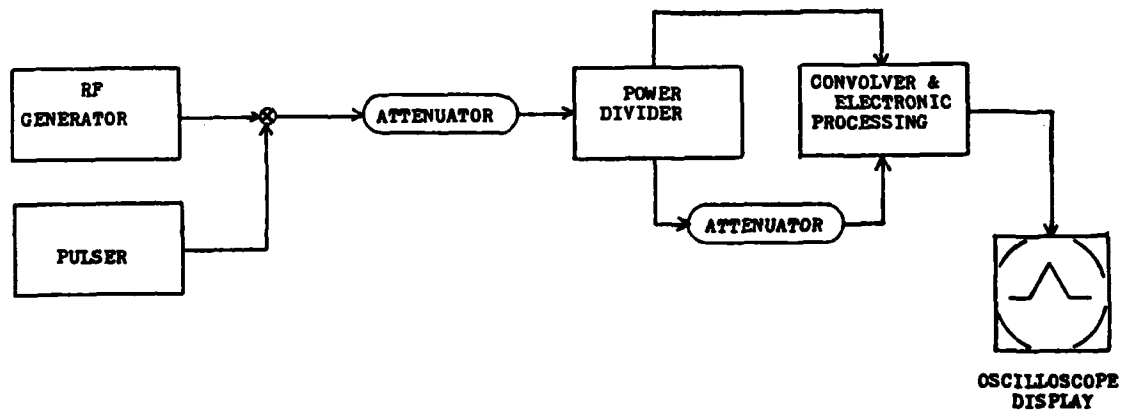 RF
GENERATOR
PULSER
ATTENUATOR
POWER
DIVIDER
ATTENUATOR
CONVOLVER &
ELECTRONIC
PROCESSING
OSCILLOSCOPE
DISPLAY